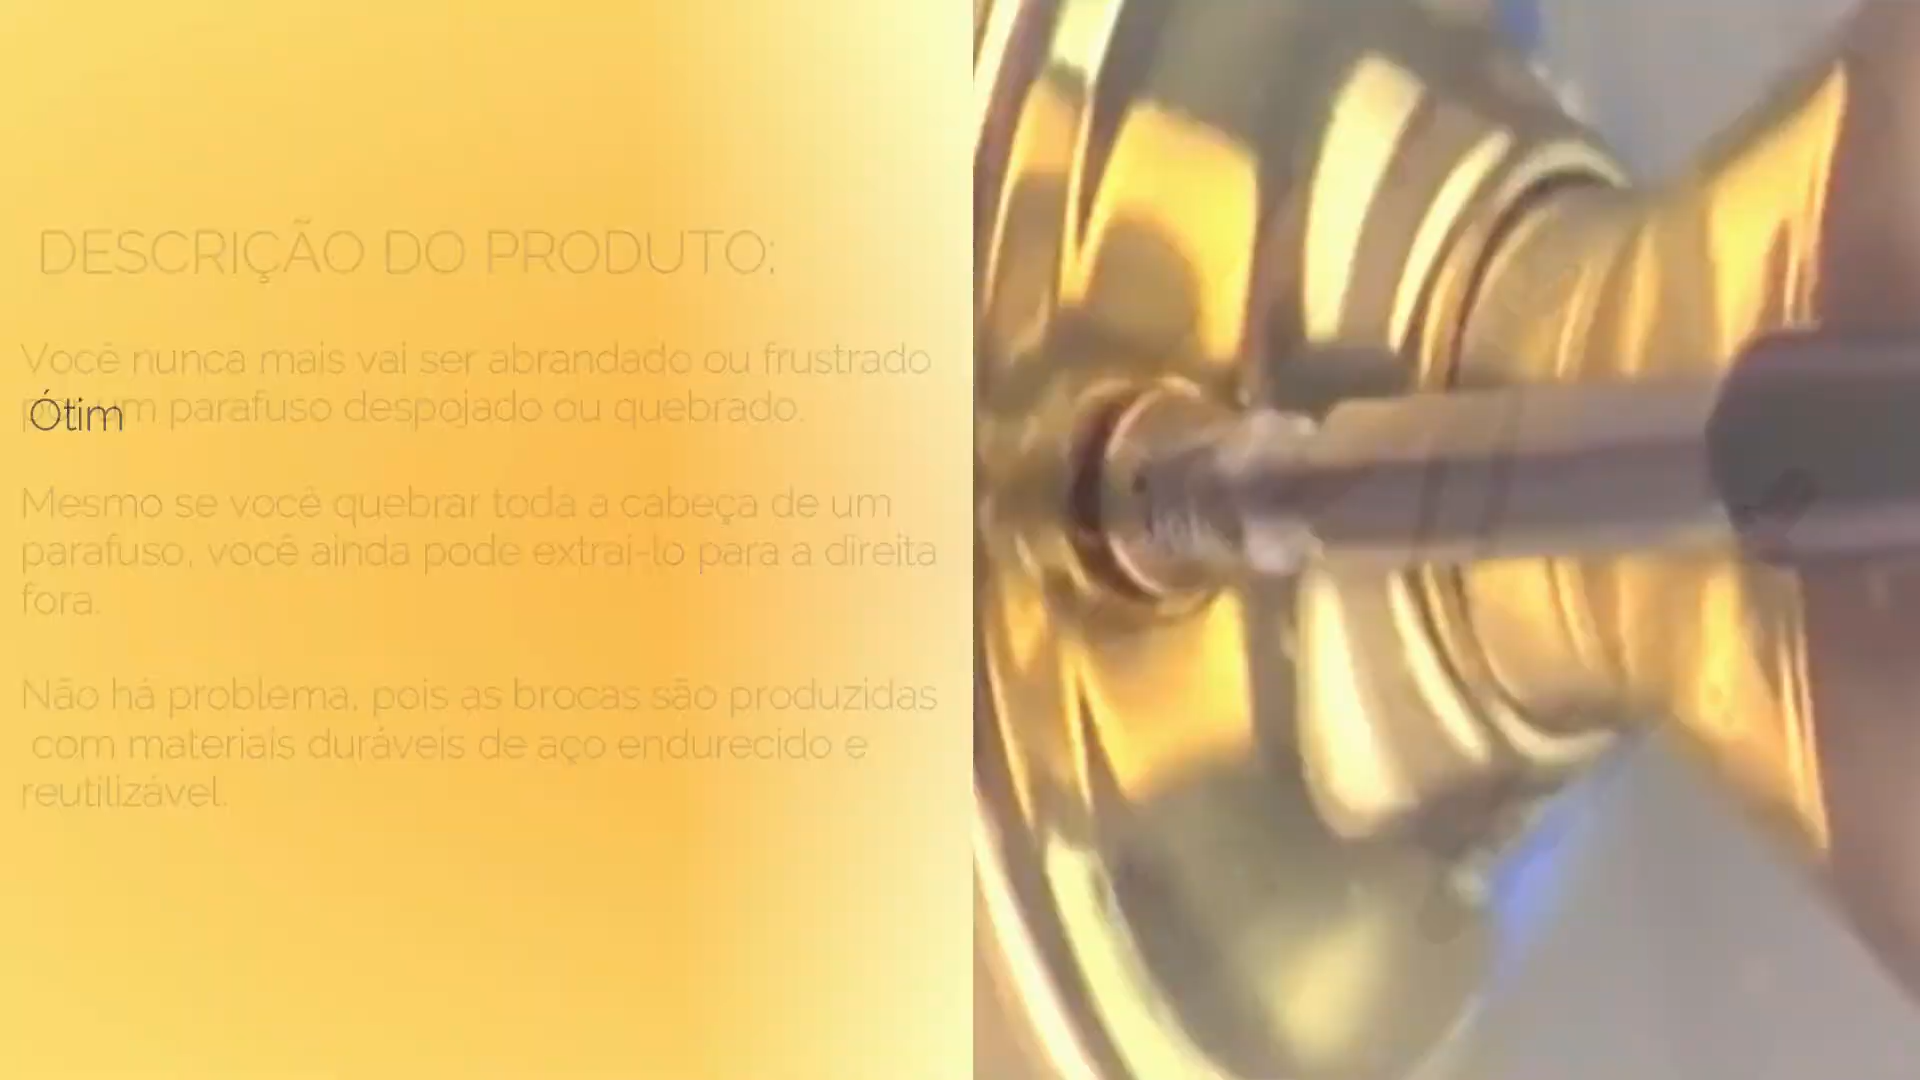 DESCRIÇÃO DO PRODUTO:
Você nunca mais vai ser abrandado ou frustrado
Ótim
um parafuso despojado ou quebrado.
Mesmo se você quebrar toda a cabeça de um
parafuso, você ainda pode extrai-lo para a direita
fora.
Não há problema, pois as brocas são produzidas
com materiais duráveis de aço endurecido e
reutilizável.